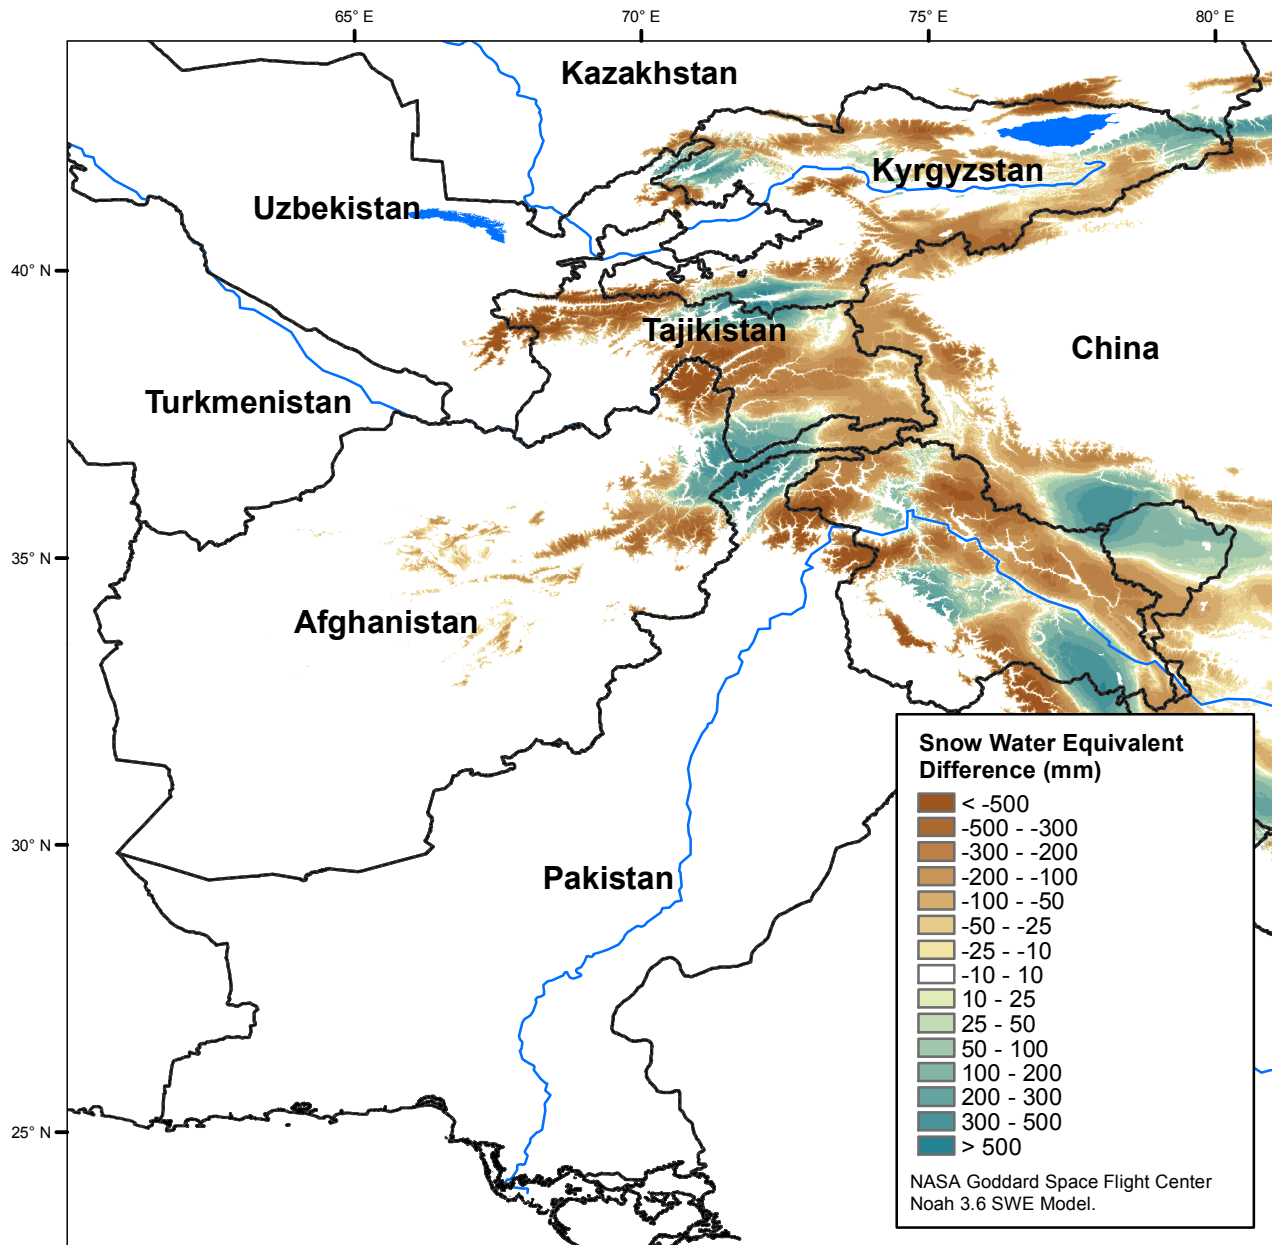 65° E
70° E
75° E
80° E
Kazakhstan
Kyrgyzstan
Uzbekistan
40° N
Tajikistan
China
Turkmenistan
35° N
Afghanistan
Snow Water Equivalent
Difference (mm)
< -500
-500 - -300
-300 - -200
-200 - -100
-100 - -50
-50 - -25
-25 - -10
-10 - 10
10 - 25
25 - 50
50 - 100
100 - 200
200 - 300
300 - 500
> 500
30° N
Pakistan
25° N
NASA Goddard Space Flight Center
Noah 3.6 SWE Model.